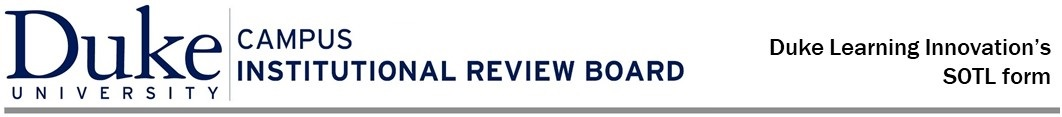 Duke
UNIVERSITY
CAMPUS
INSTITUTIONAL REVIEW BOARD
Duke Learning Innovation's
SOTL form